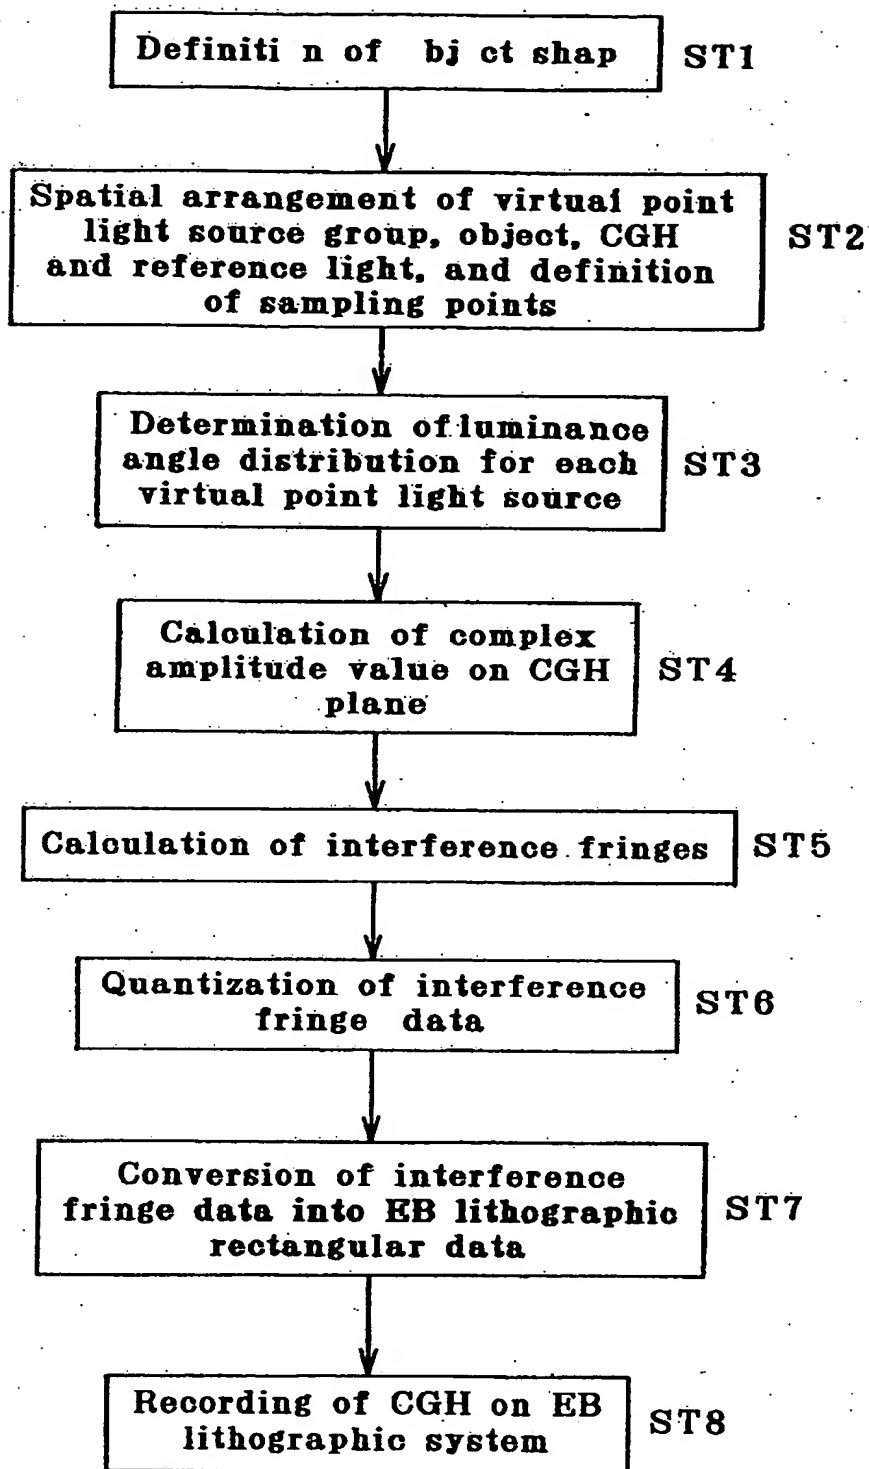 Definiti n of bj ct shap ST1
Spatial arrangement of virtual point
light source group, object, CGH
and reference light, and definition
of sampling points
ST2
Determination of luminance
angle distribution for each
virtual point light source
ST3
Calculation of complex
amplitude value on CGH
plane
ST4
Calculation of interference fringes ST5
Quantization of interference
fringe data
ST6
Conversion of interference
fringe data into EB lithographic
rectangular data
ST7
Recording of CGH on EB
lithographic system
ST8